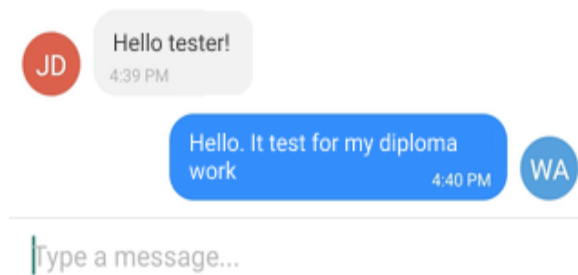 Hello tester!
JD
4:39 PM
Hello. It test for my diploma
work
4:40 PM
WA
Type a message...